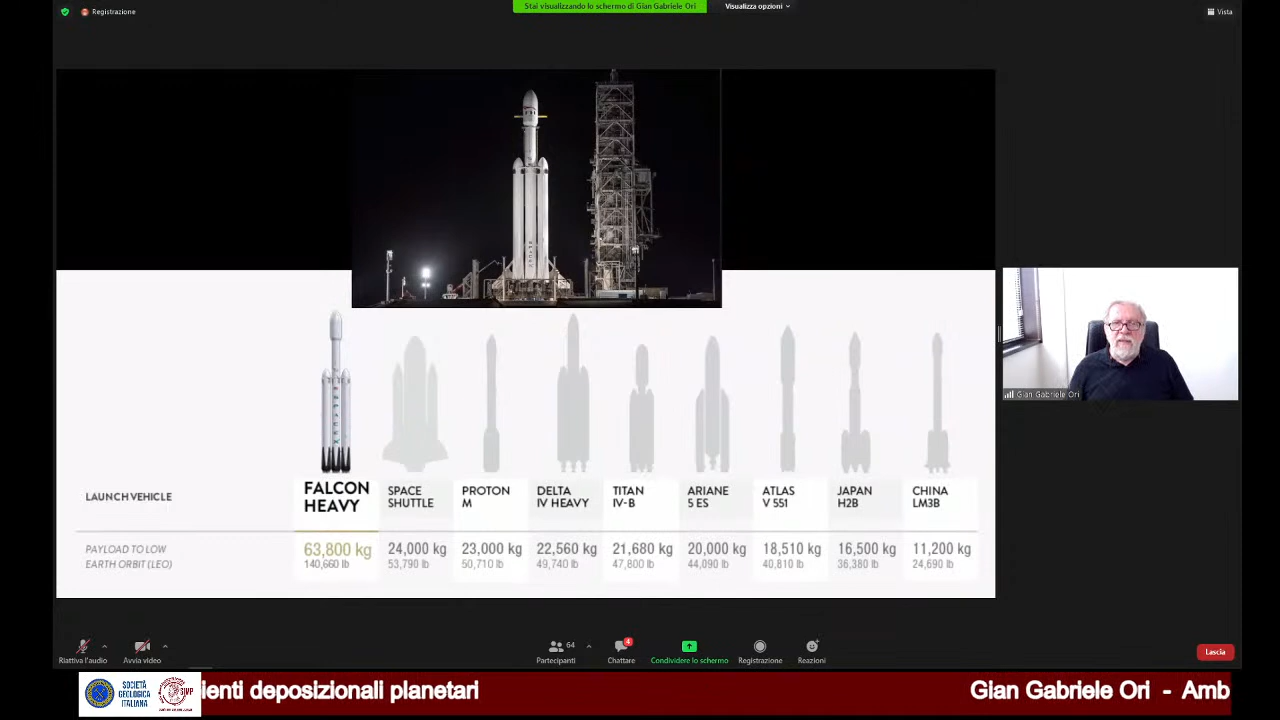 Registrazione
Stai visualizzando lo schermo di Gian Gabriele Ori
Visualizza opzioni
Vista
Gian Gabriele Ori
LAUNCH VEHICLE
FALCON
HEAVY
SPACE
SHUTTLE
PROTON
M
DELTA
IV HEAVY
TITAN
IV-B
ARIANE
5 ES
ATLAS
V 551
JAPAN
H2B
CHINA
LM3B
PAYLOAD TO LOW
EARTH ORBIT (LEO)
63,800 kg
140,660 lb
24,000 kg
53,790 lb
23,000 kg
50,710 lb
22,560 kg
49,740 lb
21,680 kg
47,800 lb
20,000 kg
44,090 lb
18,510 kg
40,810 lb
16,500 kg
36,380 lb
11,200 kg
24,690 lb
Riattiva l'audio
Avvia video
64
Partecipanti
4
Chattare
Condividere lo schermo
Registrazione
Reazioni
Lascia
SOCIETÀ
GEOLOGICA
ITALIANA
ienti deposizionali planetari
Gian Gabriele Ori - Amb